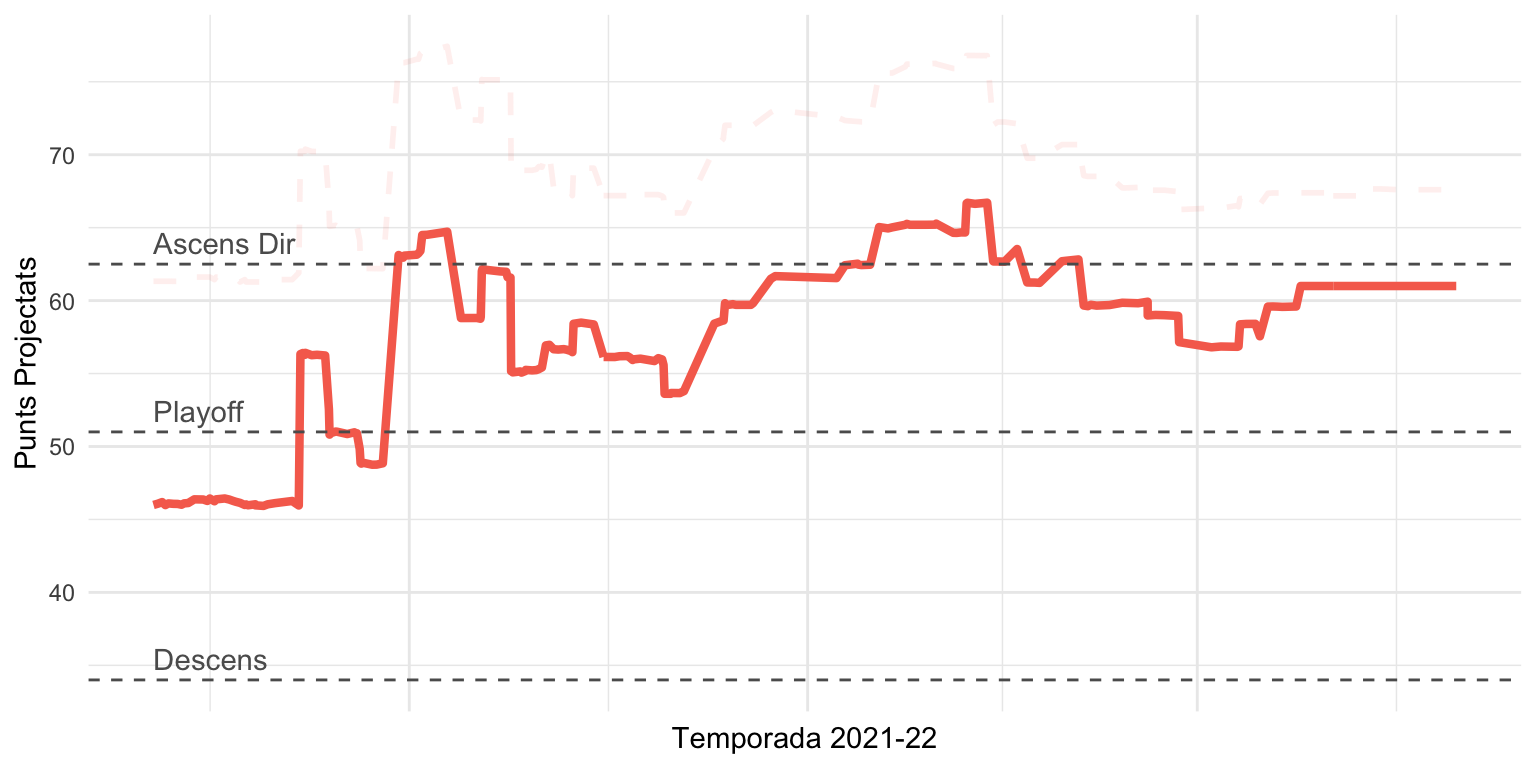 70
Ascens Dir
60
Playoff
50
40
Descens
Punts Projectats
Temporada 2021-22